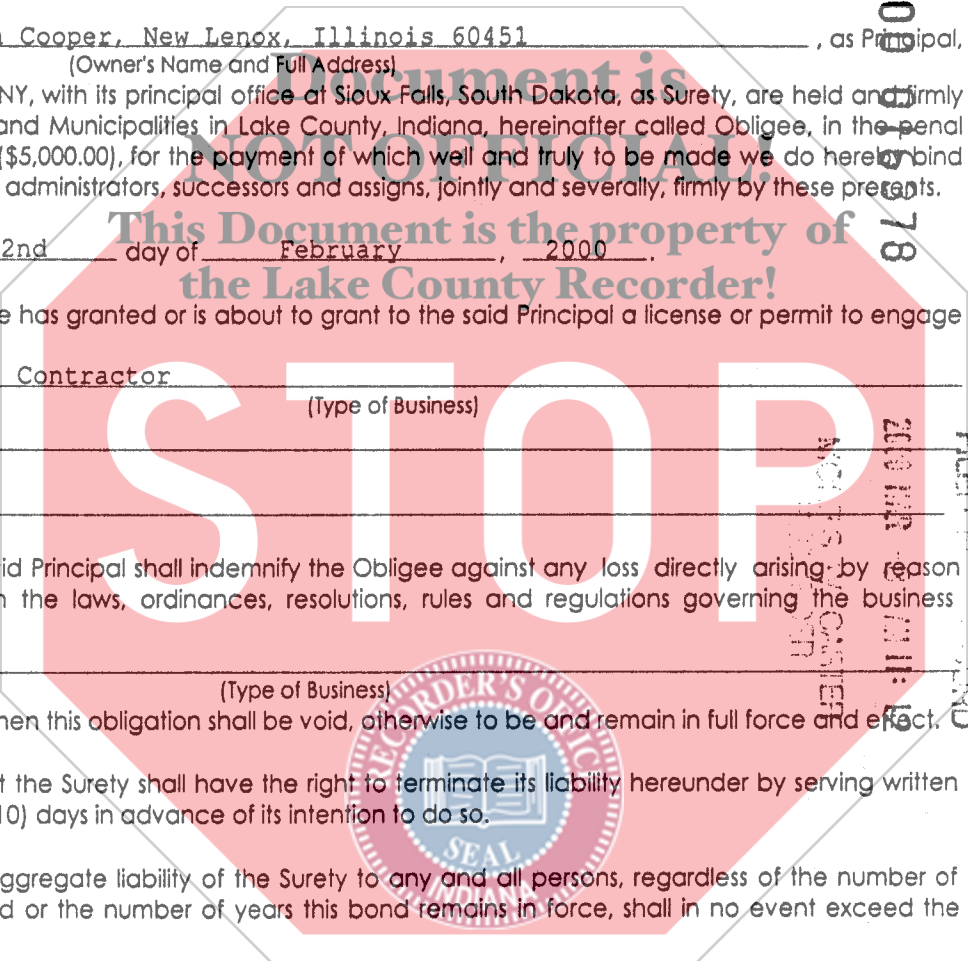 Cooper, New Lenox, Illinois 60451, as Principal,
(Owner's Name and Full Address)
Document is
NY, with its principal office at Sioux Falls, South Dakota, as Surety, are held and firmly
and Municipalities in Lake County, Indiana, hereinafter called Obligee, in the penal
NOT OFFICIAL!
($5,000.00), for the payment of which well and truly to be made we do hereby bind
administrators, successors and assigns, jointly and severally, firmly by these presents.
This Document is the property of
2nd day of February, 2000.
the Lake County Recorder!
e has granted or is about to grant to the said Principal a license or permit to engage
STOP
Contractor
(Type of Business)
id Principal shall indemnify the Obligee against any loss directly arising by reason
the laws, ordinances, resolutions, rules and regulations governing the business
(Type of Business)
hen this obligation shall be void, otherwise to be and remain in full force and effect.
t the Surety shall have the right to terminate its liability hereunder by serving written
10) days in advance of its intention to do so.
ggregate liability of the Surety to any and all persons, regardless of the number of
d or the number of years this bond remains in force, shall in no event exceed the
RECORDER'S OFFICE
SEAL
INDIANA